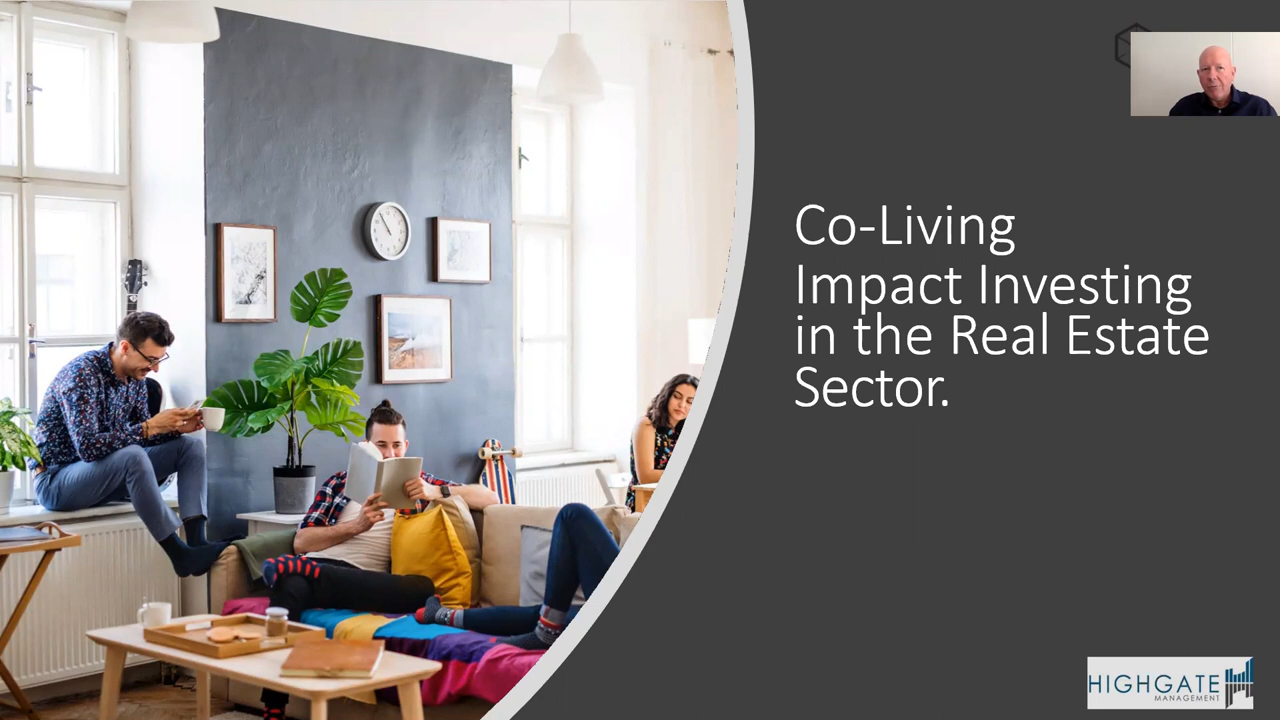 Co-Living
Impact Investing
in the Real Estate
Sector.
HIGHGATE
MANAGEMENT